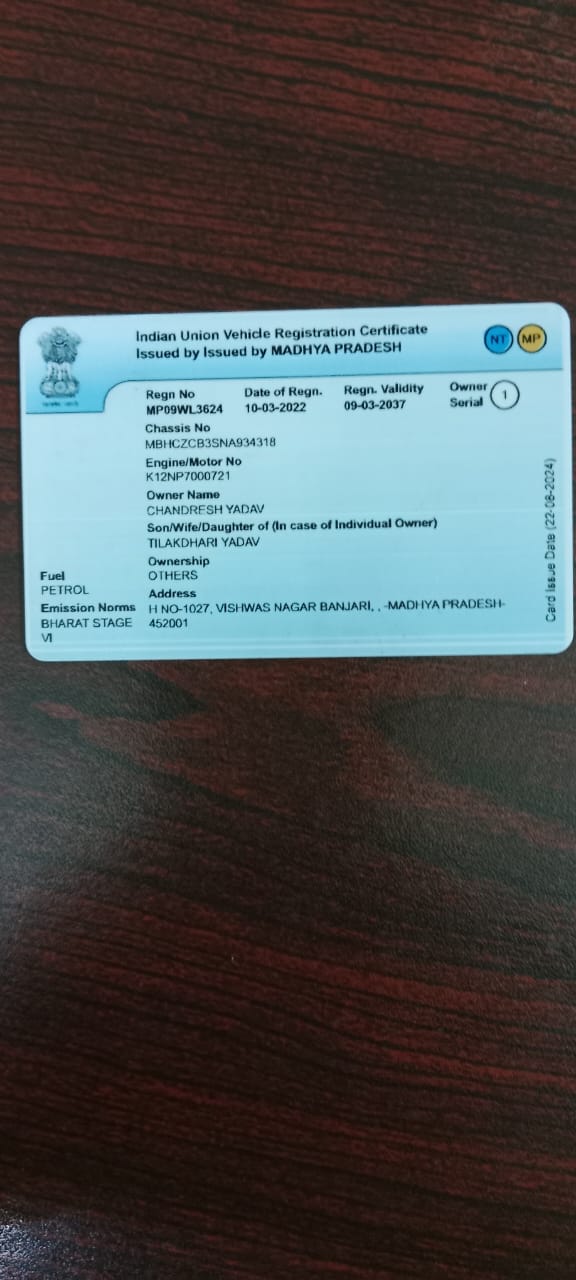 Indian Union Vehicle Registration Certificate
Issued by Issued by MADHYA PRADESH
NT MP
Regn No Date of Regn. Regn. Validity Owner Serial 1
MP09WL3624 10-03-2022 09-03-2037
Chassis No
MBHCZCB3SNA934318
Engine/Motor No
K12NP7000721
Owner Name
CHANDRESH YADAV
Son/Wife/Daughter of (In case of Individual Owner)
TILAKDHARI YADAV
Ownership
OTHERS
Fuel
PETROL
Address
H NO-1027, VISHWAS NAGAR BANJARI, , -MADHYA PRADESH-
452001
Emission Norms
BHARAT STAGE
VI
Card Issue Date (22-08-2024)